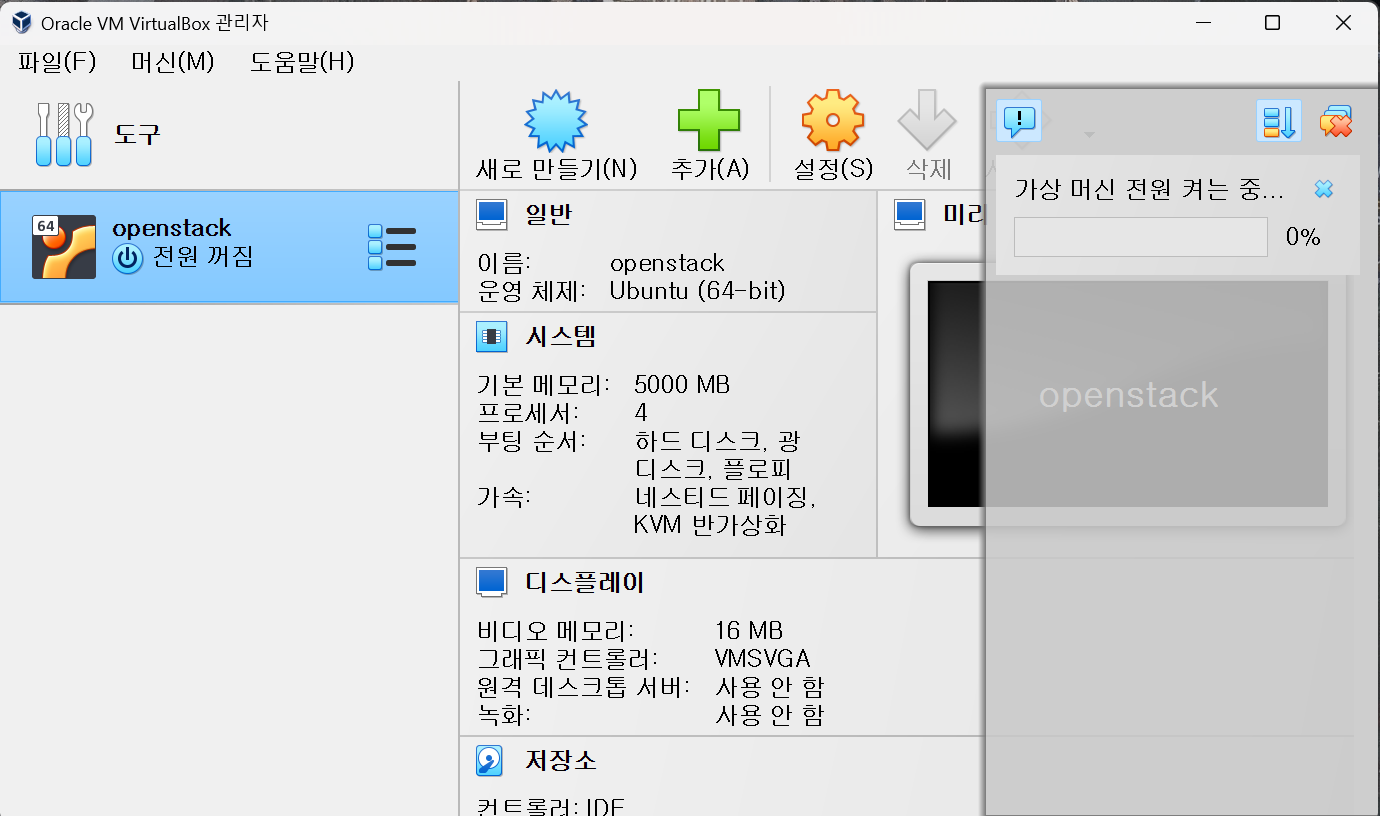 Oracle VM VirtualBox 관리자
파일(F) 머신(M) 도움말(H)
도구
새로 만들기(N) 추가(A) 설정(S) 삭제
64
openstack
전원 꺼짐
일반
이름: openstack
운영 체제: Ubuntu (64-bit)
시스템
기본 메모리: 5000 MB
프로세서: 4
부팅 순서: 하드 디스크, 광
디스크, 플로피
가속: 네스티드 페이징,
KVM 반가상화
미리
openstack
가상 머신 전원 켜는 중...
0%
디스플레이
비디오 메모리: 16 MB
그래픽 컨트롤러: VMSVGA
원격 데스크톱 서버: 사용 안 함
녹화: 사용 안 함
저장소
컨트롤러: IDE